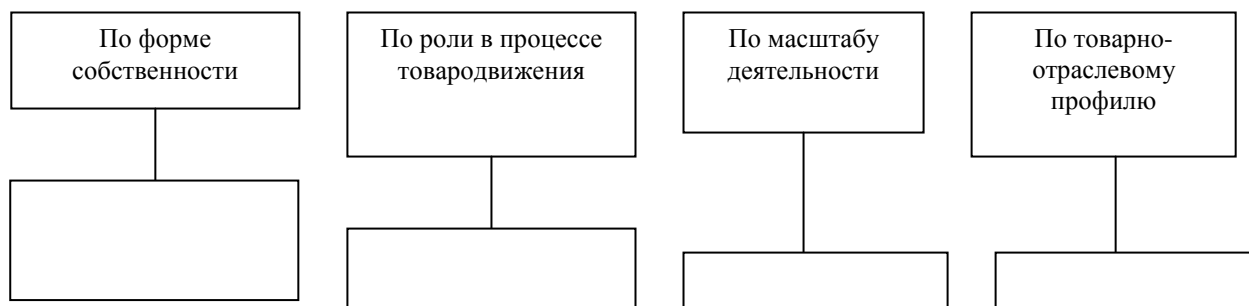 По форме
собственности
По роли в процессе
товародвижения
По масштабу
деятельности
По товарно-
отраслевому
профилю